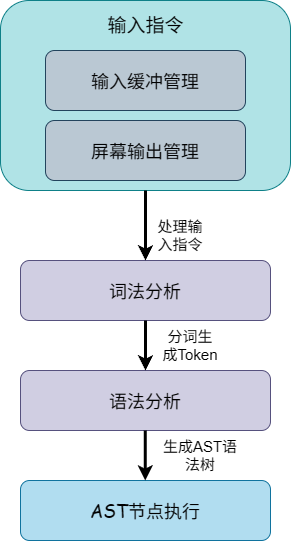 输入指令
输入缓冲管理
屏幕输出管理
处理输
入指令
词法分析
分词生
成Token
语法分析
生成AST语
法树
AST节点执行